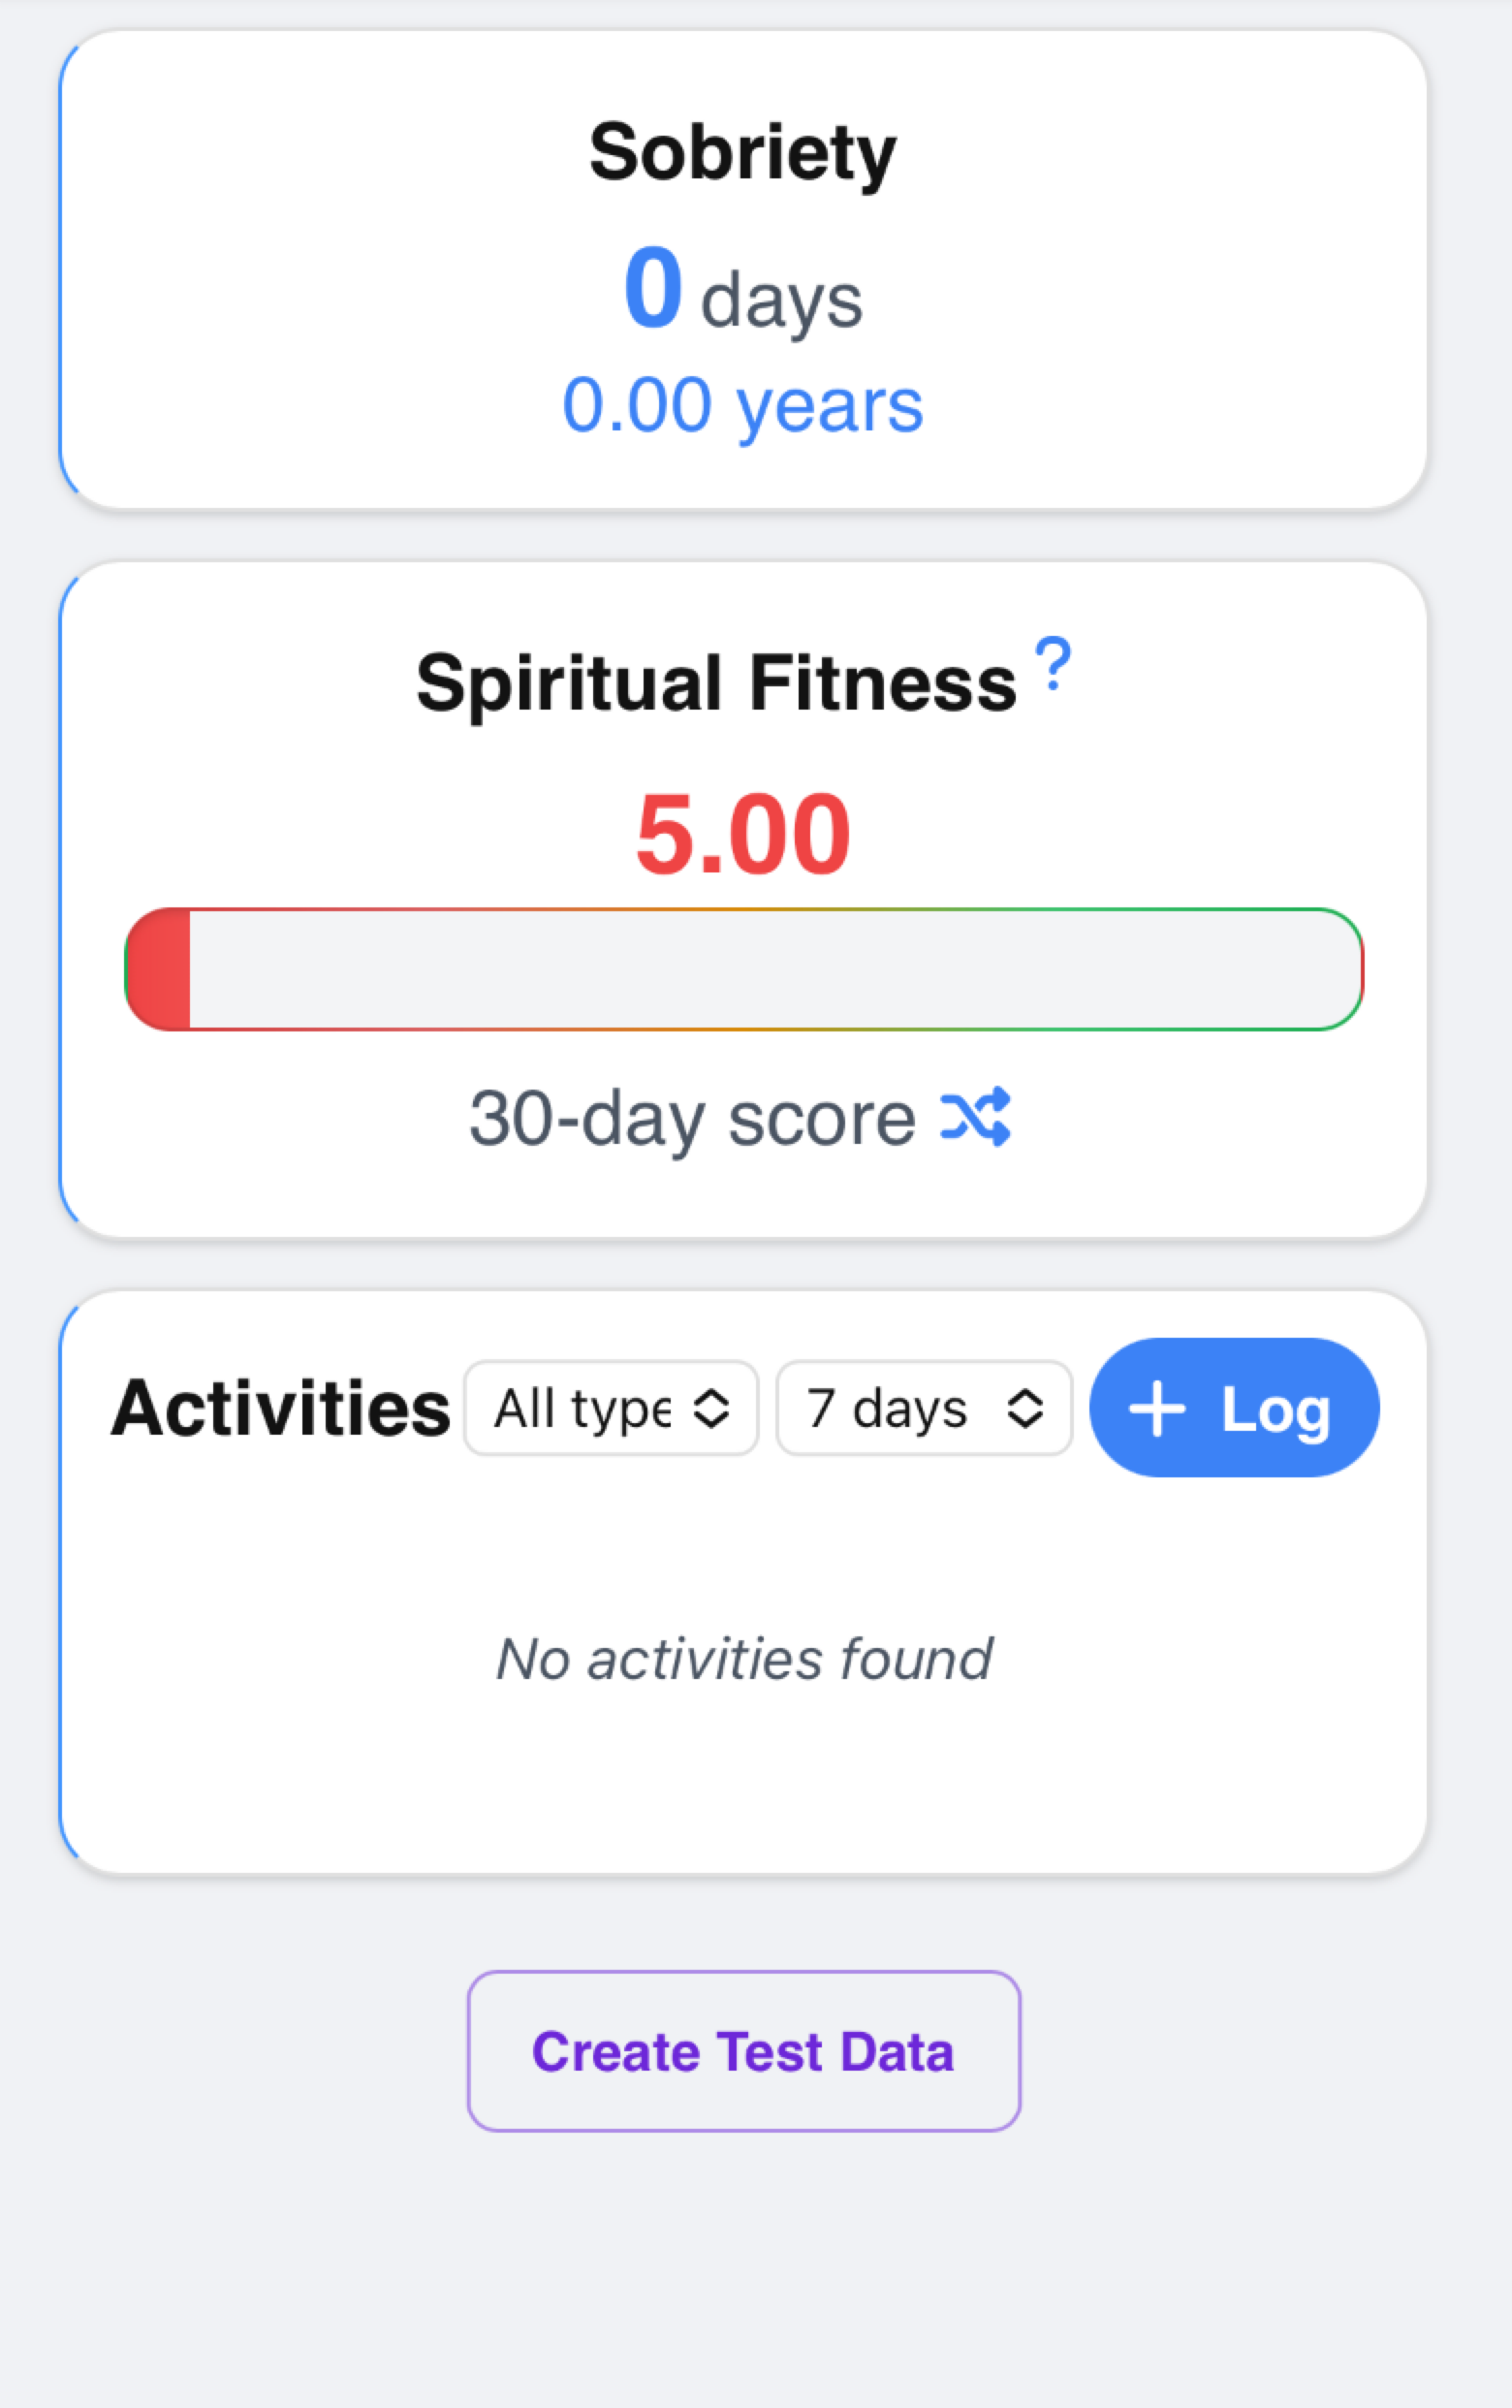 Sobriety
0 days
0.00 years
Spiritual Fitness ?
5.00
30-day score
Activities All type 7 days + Log
No activities found
Create Test Data